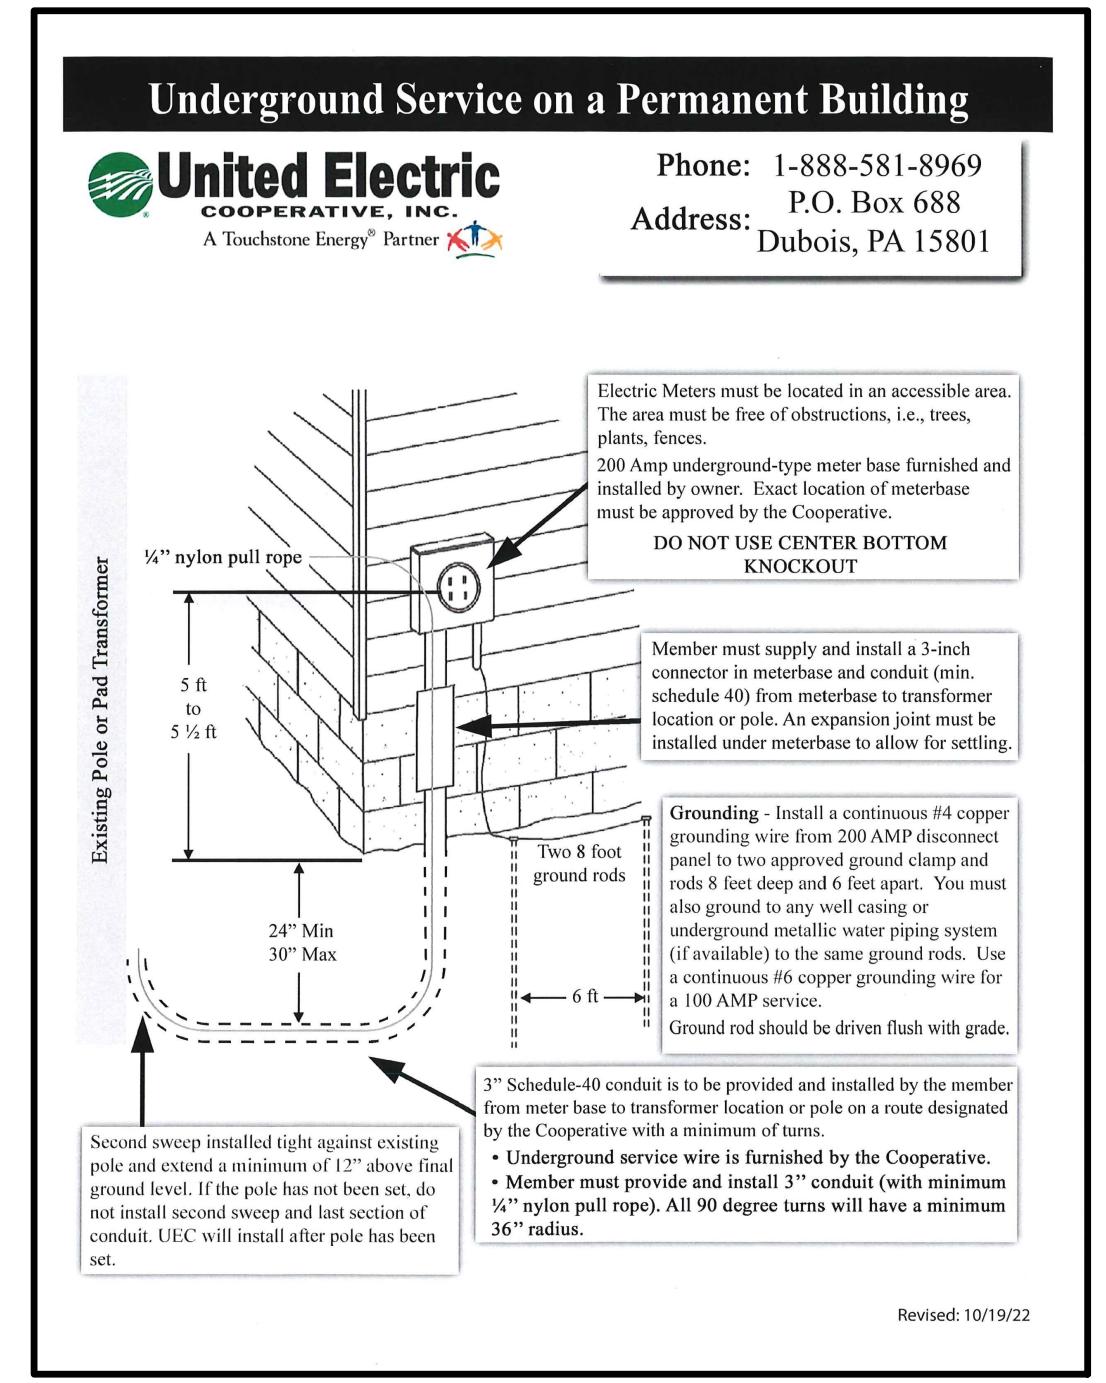 Underground Service on a Permanent Building
United Electric
COOPERATIVE, INC.
®
A Touchstone Energy® Partner
Phone: 1-888-581-8969
Address: P.O. Box 688
Dubois, PA 15801
Electric Meters must be located in an accessible area.
The area must be free of obstructions, i.e., trees,
plants, fences.
200 Amp underground-type meter base furnished and
installed by owner. Exact location of meterbase
must be approved by the Cooperative.
DO NOT USE CENTER BOTTOM
KNOCKOUT
¼” nylon pull rope
Existing Pole or Pad Transformer
5 ft
to
5 ½ ft
Member must supply and install a 3-inch
connector in meterbase and conduit (min.
schedule 40) from meterbase to transformer
location or pole. An expansion joint must be
installed under meterbase to allow for settling.
Two 8 foot
ground rods
Grounding - Install a continuous #4 copper
grounding wire from 200 AMP disconnect
panel to two approved ground clamp and
rods 8 feet deep and 6 feet apart. You must
also ground to any well casing or
underground metallic water piping system
(if available) to the same ground rods. Use
a continuous #6 copper grounding wire for
a 100 AMP service.
Ground rod should be driven flush with grade.
24” Min
30” Max
6 ft
3” Schedule-40 conduit is to be provided and installed by the member
from meter base to transformer location or pole on a route designated
by the Cooperative with a minimum of turns.
• Underground service wire is furnished by the Cooperative.
• Member must provide and install 3” conduit (with minimum
¼” nylon pull rope). All 90 degree turns will have a minimum
36” radius.
Second sweep installed tight against existing
pole and extend a minimum of 12” above final
ground level. If the pole has not been set, do
not install second sweep and last section of
conduit. UEC will install after pole has been
set.
Revised: 10/19/22